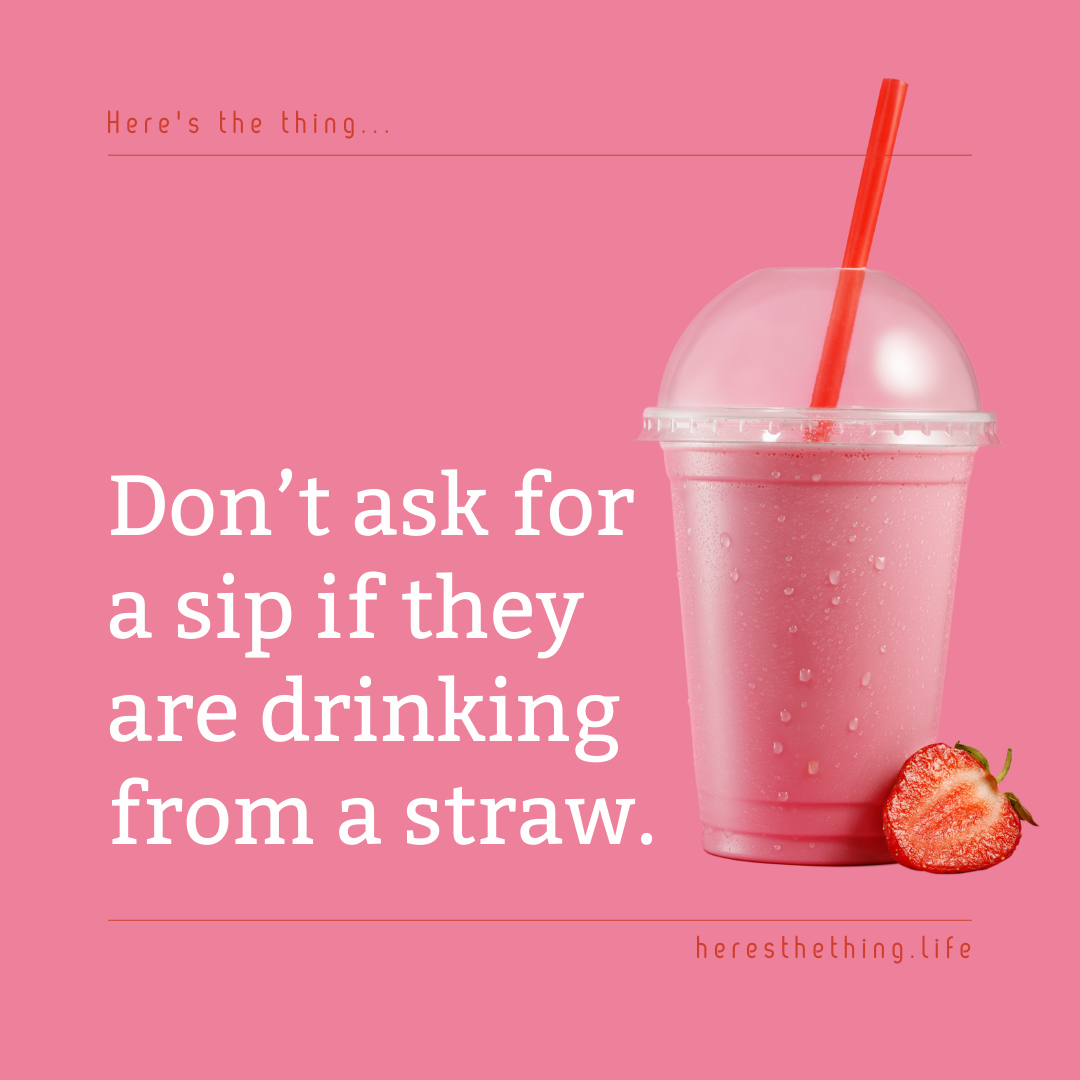 Here's the thing...
Don’t ask for
a sip if they
are drinking
from a straw.
heresthething.life